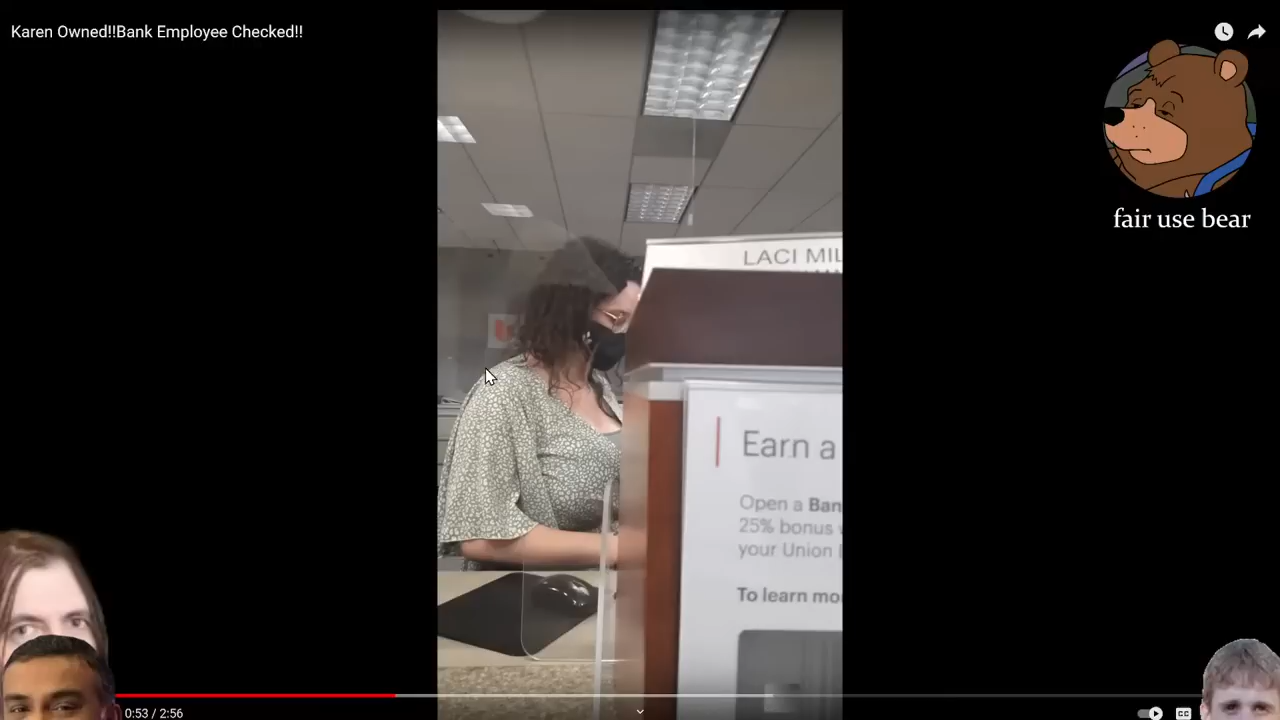 Karen Owned!!Bank Employee Checked!!
fair use bear
LACI MIL
Earn a
Open a Ban
25% bonus
your Union
To learn mo
0:53 / 2:56
CC